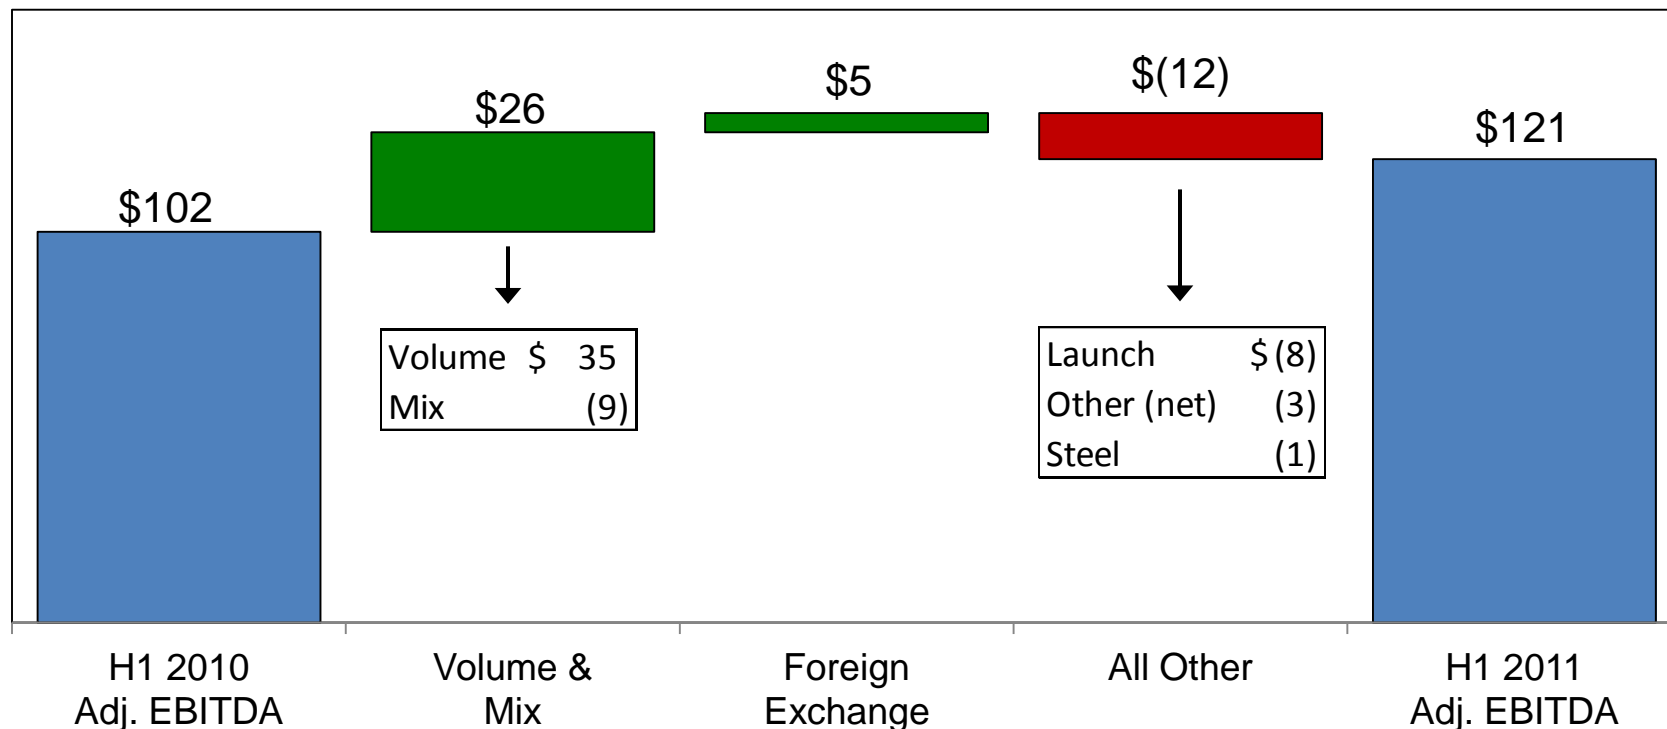 $102
$26
$5
$(12)
$121
Volume $ 35
Mix (9)
Launch $ (8)
Other (net) (3)
Steel (1)
H1 2010
Adj. EBITDA
Volume &
Mix
Foreign
Exchange
All Other
H1 2011
Adj. EBITDA